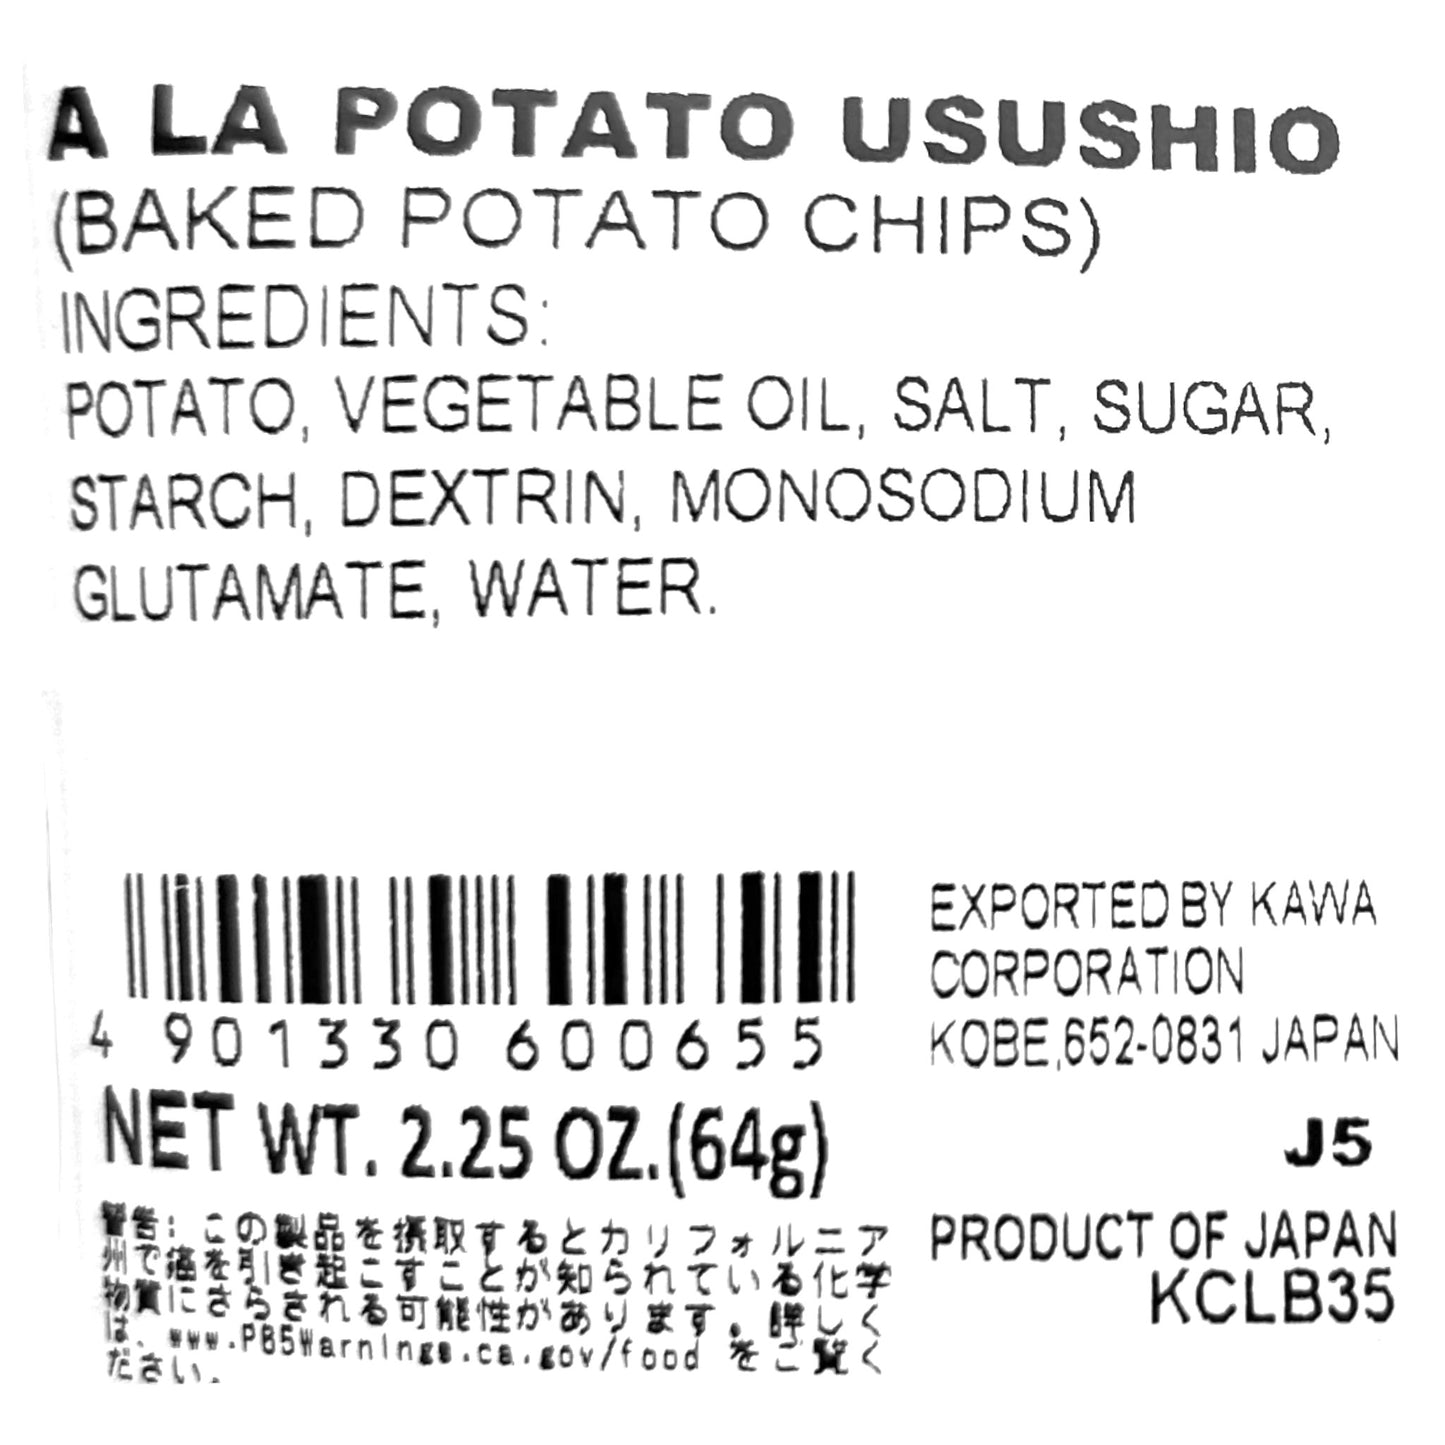 A LA POTATO USUSHIO
(BAKED POTATO CHIPS)
INGREDIENTS:
POTATO, VEGETABLE OIL, SALT, SUGAR,
STARCH, DEXTRIN, MONOSODIUM
GLUTAMATE, WATER.
4 901330 600655
NET WT. 2.25 OZ.(64g)
警告: この製品を摂取するとカリフォルニア
州で癌を引き起こすことが知られている化学
物質にさらされる可能性があります。詳しく
は、www.P65Warnings.ca.gov/food をご覧く
ださい。
EXPORTED BY KAWA
CORPORATION
KOBE,652-0831 JAPAN
J5
PRODUCT OF JAPAN
KCLB35